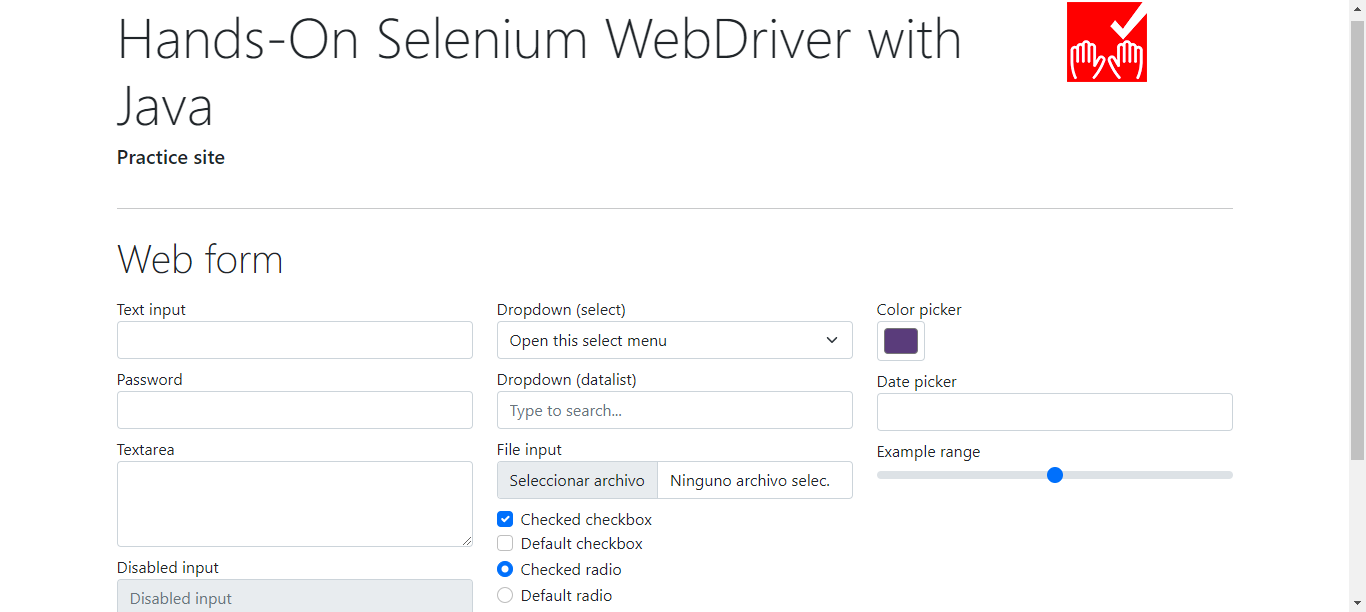 Hands-On Selenium WebDriver with
Java
Practice site
Web form
Text input
Password
Textarea
Disabled input
Disabled input
Dropdown (select)
Open this select menu
Dropdown (datalist)
Type to search...
File input
Seleccionar archivo Ninguno archivo selec.
Checked checkbox
Default checkbox
Checked radio
Default radio
Color picker
Date picker
Example range